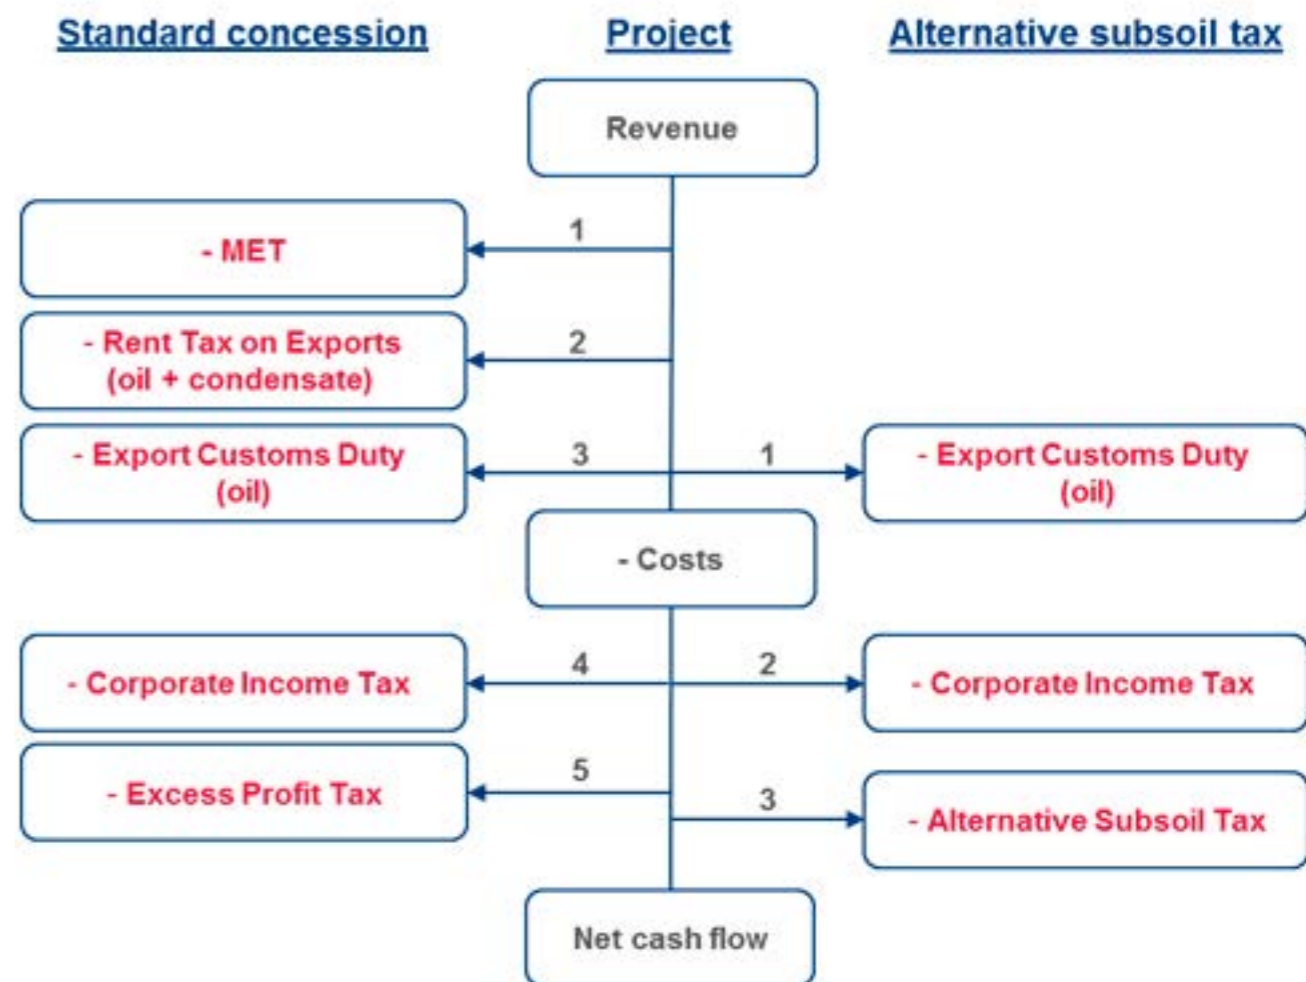 Standard concession
Project
Alternative subsoil tax
Revenue
1
- MET
2
- Rent Tax on Exports
(oil + condensate)
3
1
- Export Customs Duty
(oil)
- Export Customs Duty
(oil)
- Costs
4
2
- Corporate Income Tax
- Corporate Income Tax
5
- Excess Profit Tax
3
- Alternative Subsoil Tax
Net cash flow